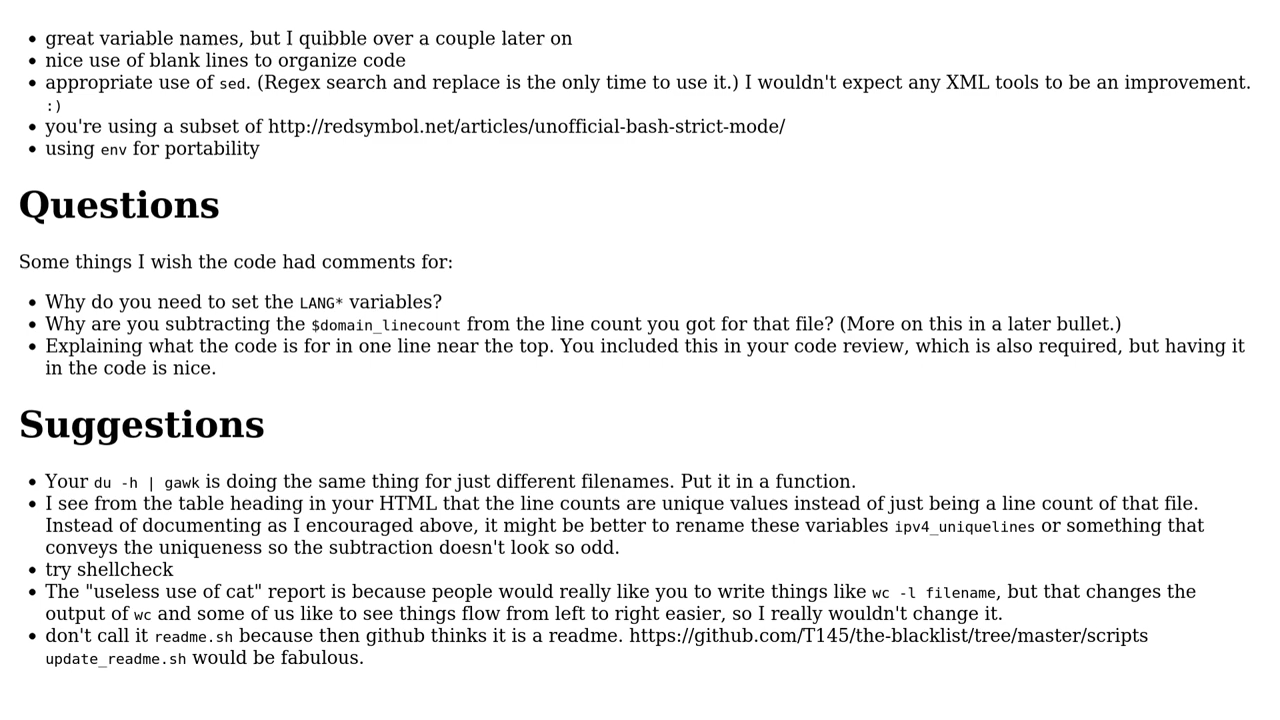 great variable names, but I quibble over a couple later on
nice use of blank lines to organize code
appropriate use of sed. (Regex search and replace is the only time to use it.) I wouldn't expect any XML tools to be an improvement.
:)
you're using a subset of http://redsymbol.net/articles/unofficial-bash-strict-mode/
using env for portability
Questions
Some things I wish the code had comments for:
Why do you need to set the LANG* variables?
Why are you subtracting the $domain_linecount from the line count you got for that file? (More on this in a later bullet.)
Explaining what the code is for in one line near the top. You included this in your code review, which is also required, but having it
in the code is nice.
Suggestions
Your du -h | gawk is doing the same thing for just different filenames. Put it in a function.
I see from the table heading in your HTML that the line counts are unique values instead of just being a line count of that file.
Instead of documenting as I encouraged above, it might be better to rename these variables ipv4_uniquelines or something that
conveys the uniqueness so the subtraction doesn't look so odd.
try shellcheck
The "useless use of cat" report is because people would really like you to write things like wc -l filename, but that changes the
output of wc and some of us like to see things flow from left to right easier, so I really wouldn't change it.
don't call it readme.sh because then github thinks it is a readme. https://github.com/T145/the-blacklist/tree/master/scripts
update_readme.sh would be fabulous.